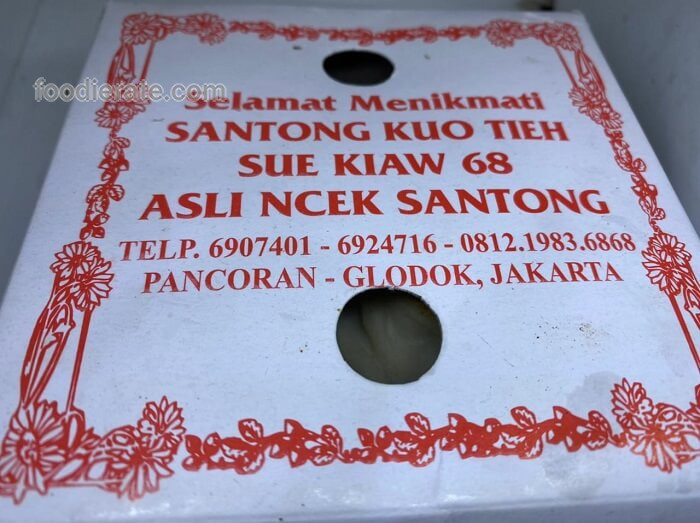 foodierate.com
Selamat Menikmati
SANTONG KUO TIEH
SUE KIAW 68
ASLI NCEK SANTONG
TELP. 6907401 - 6924716 - 0812.1983.6868
PANCORAN - GLODOK, JAKARTA